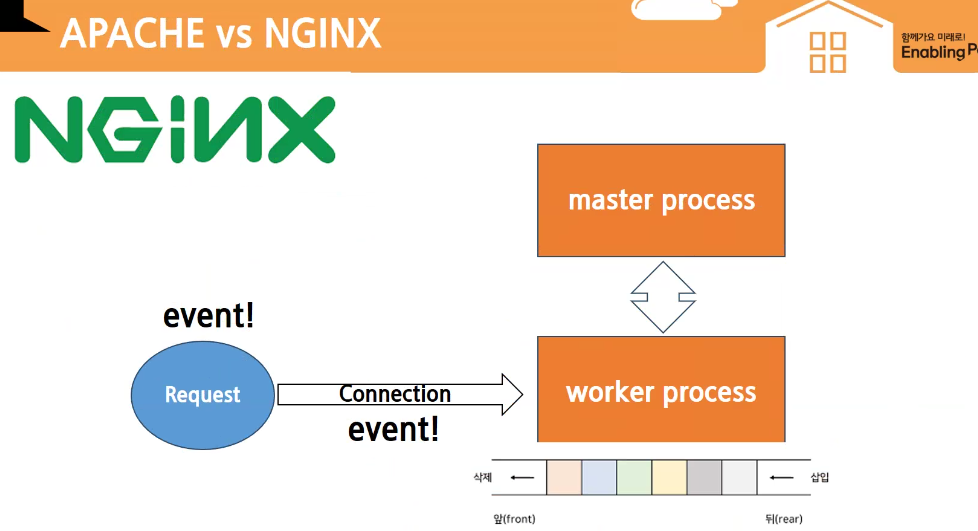 APACHE vs NGINX
함께가요 미래로!
Enabling
NGINX
master process
event!
Request
Connection
event!
worker process
삭제
삽입
앞(front)
뒤(rear)